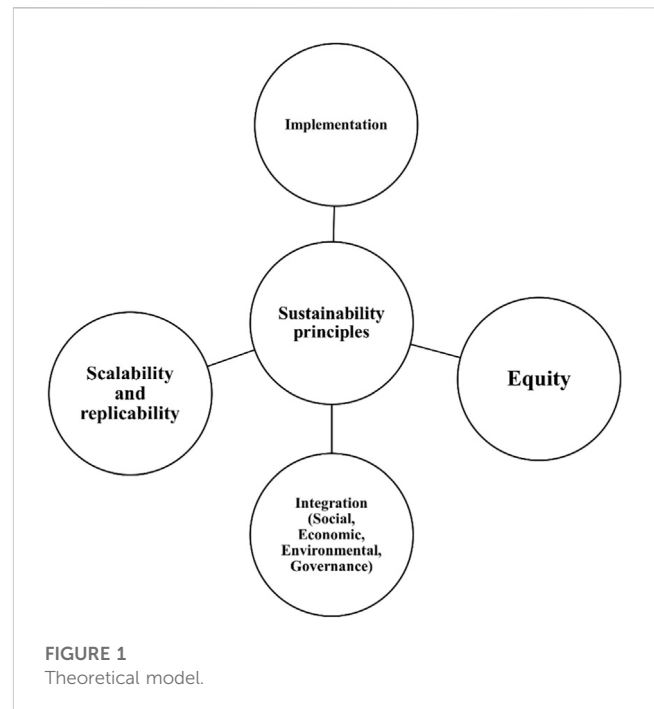 Implementation
Sustainability
principles
Scalability
and
replicability
Equity
Integration
(Social,
Economic,
Environmental,
Governance)
FIGURE 1
Theoretical model.